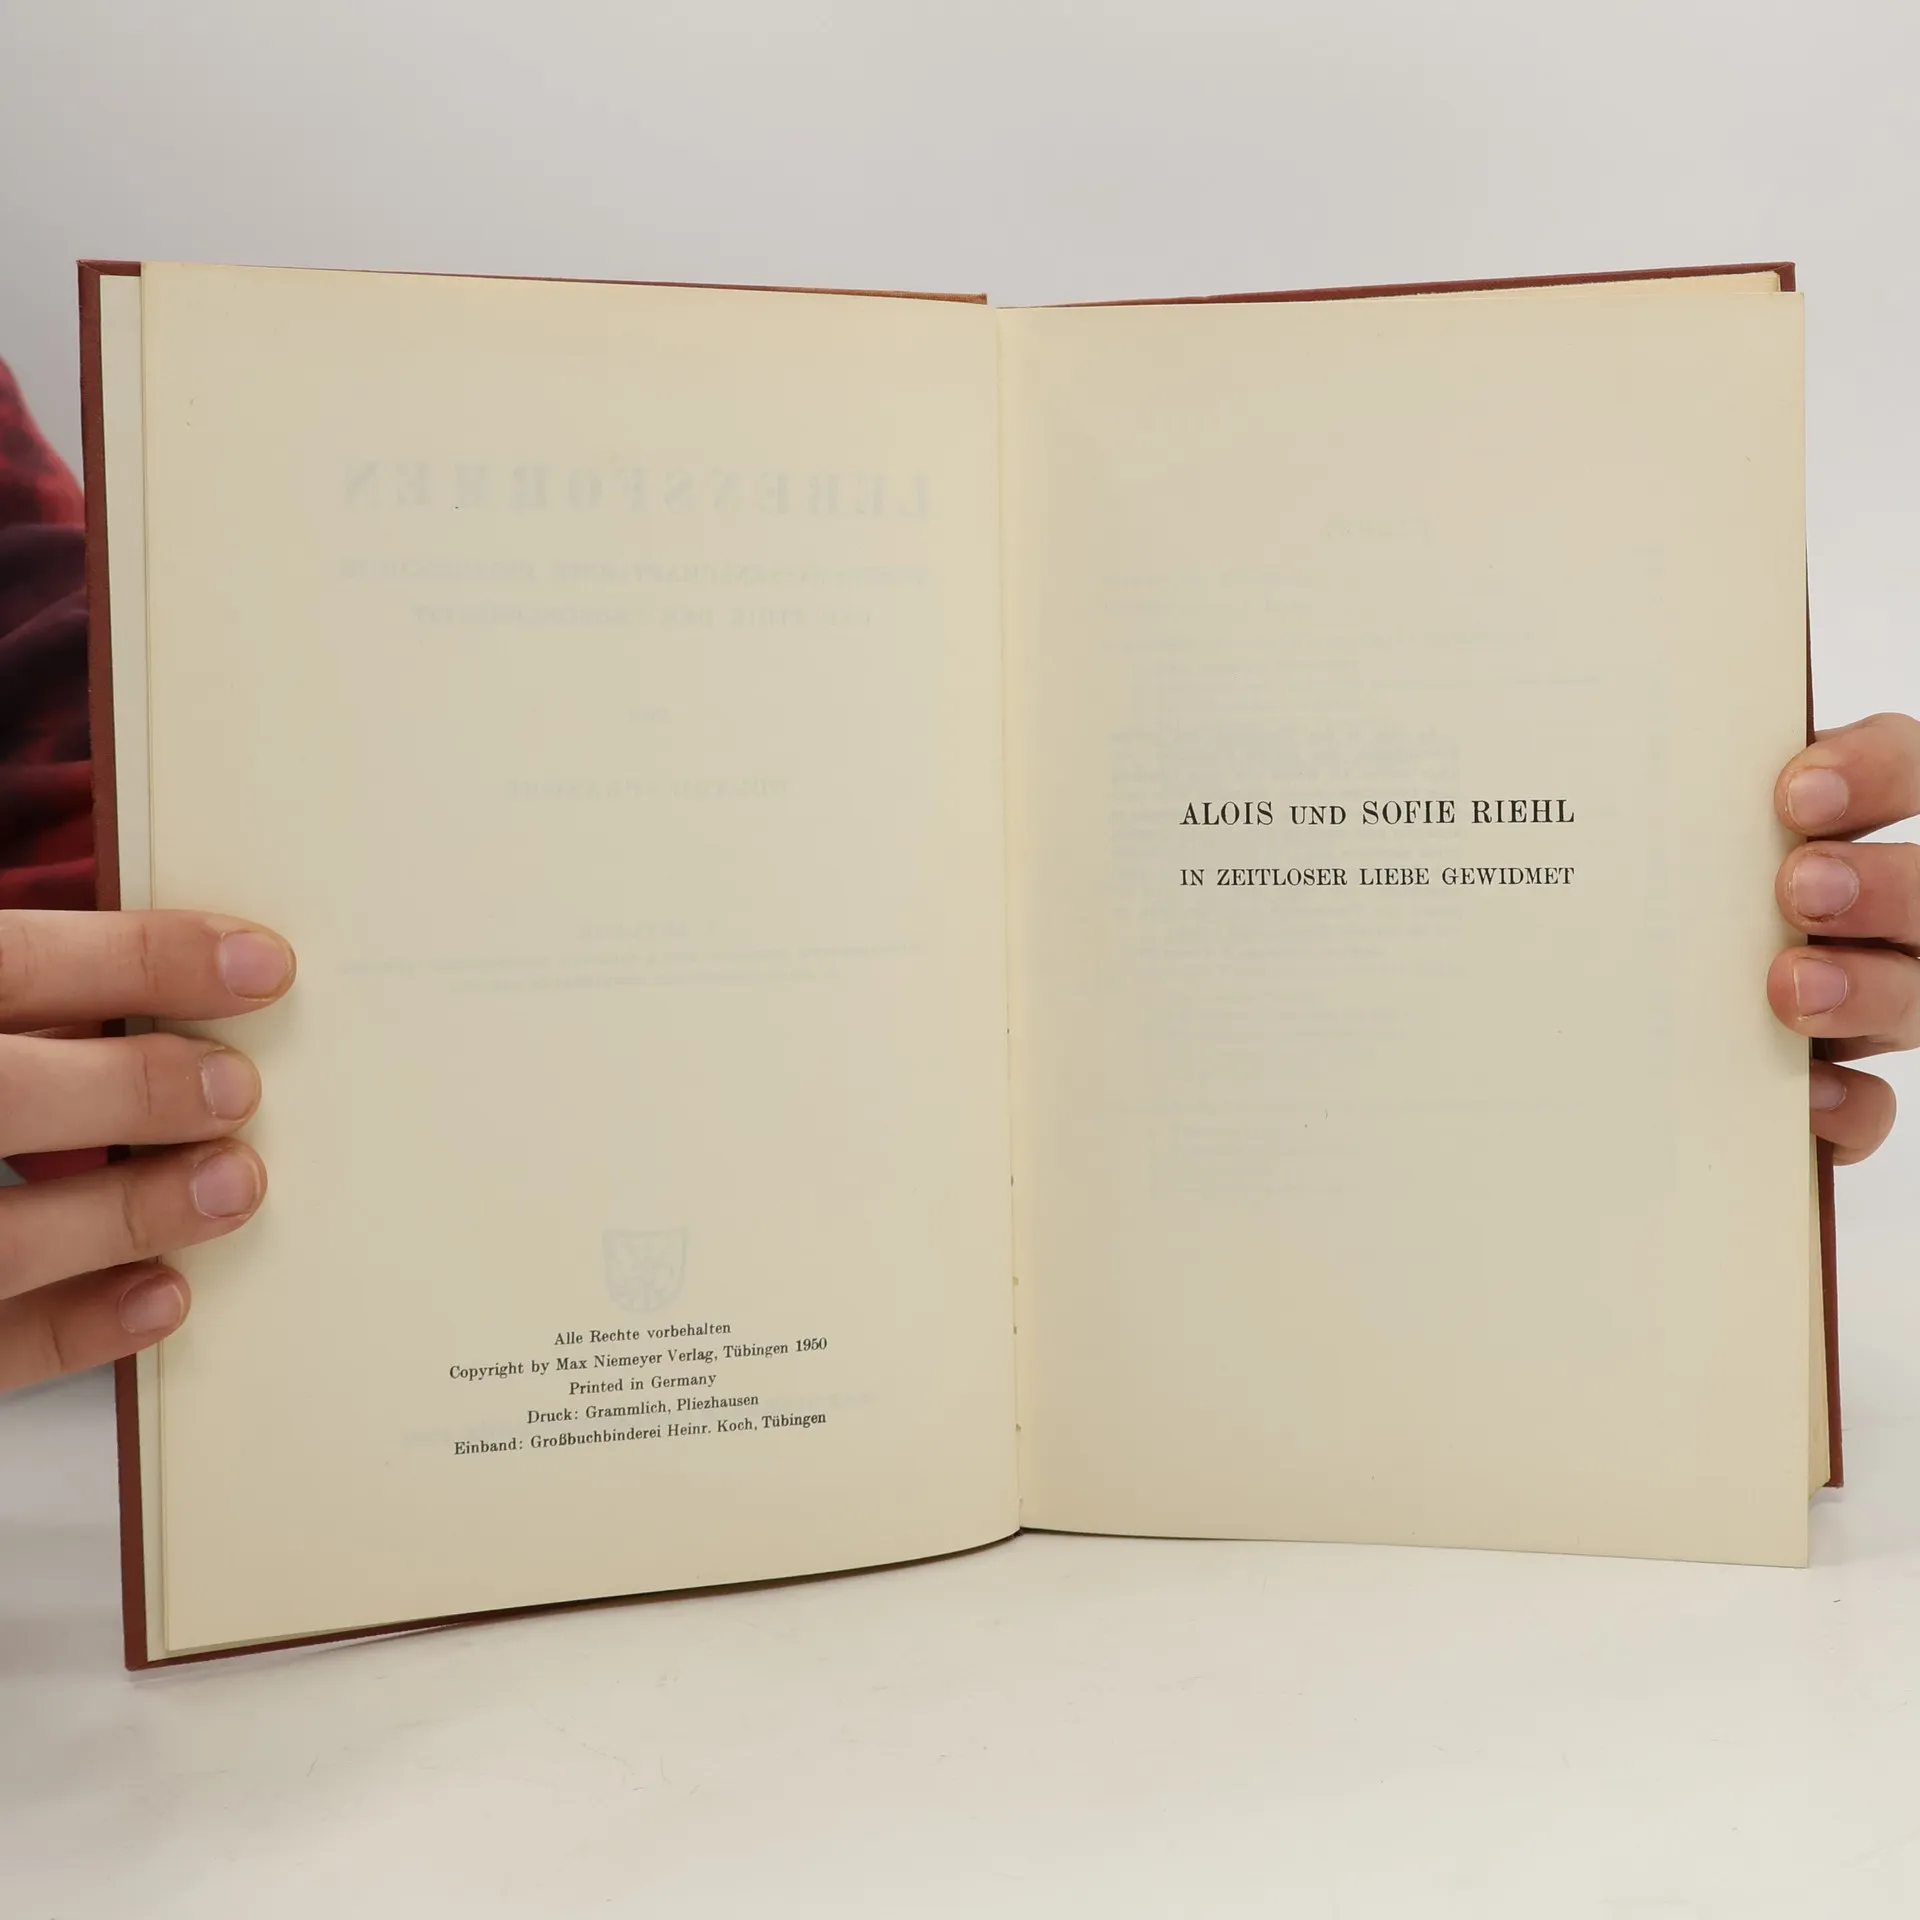 LEBENSFORMEN
Alle Rechte vorbehalten
Copyright by Max Niemeyer Verlag, Tübingen 1950
Printed in Germany
Druck: Grammlich, Pliezhausen
Einband: Großbuchbinderei Heinr. Koch, Tübingen
ALOIS UND SOFIE RIEHL
IN ZEITLOSER LIEBE GEWIDMET